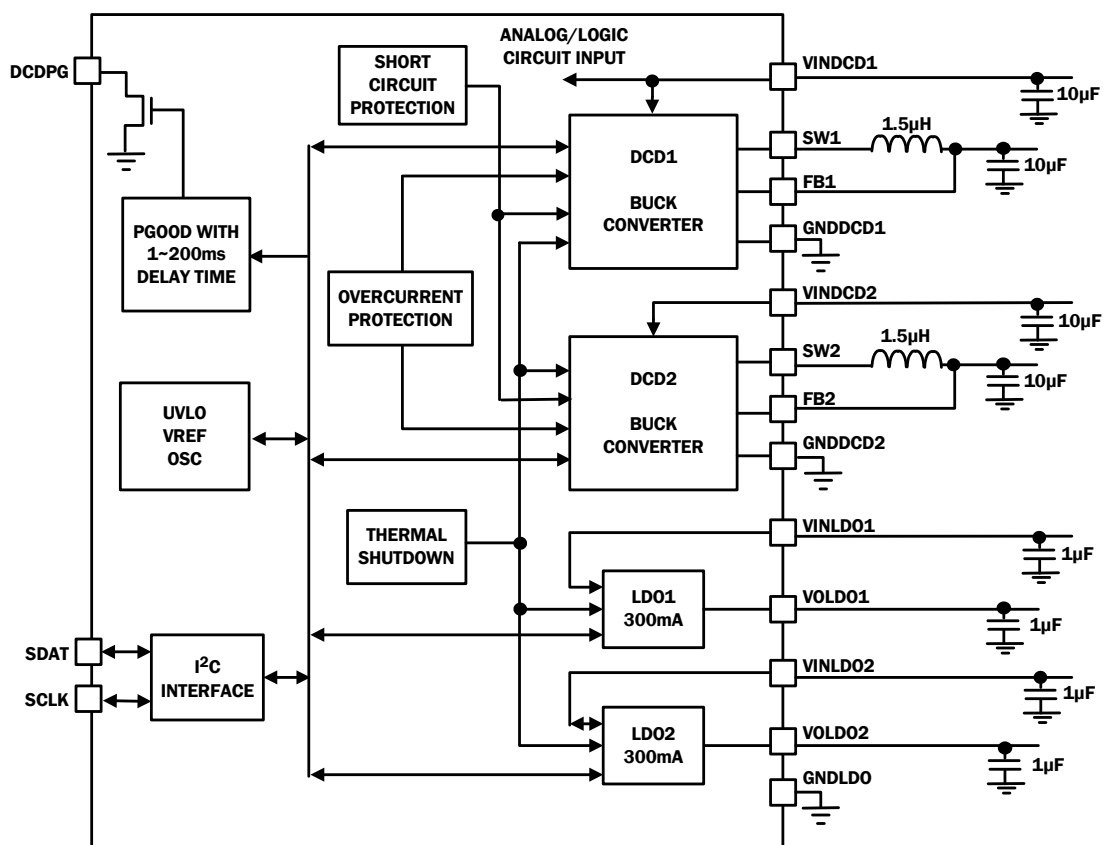 ANALOG/LOGIC
CIRCUIT INPUT
DCDPG
SHORT
CIRCUIT
PROTECTION
VINDCD1
10µF
DCD1
BUCK
CONVERTER
SW1
1.5µH
10µF
FB1
GNDDCD1
PGOOD WITH
1~200ms
DELAY TIME
OVERCURRENT
PROTECTION
VINDCD2
10µF
DCD2
BUCK
CONVERTER
SW2
1.5µH
10µF
FB2
GNDDCD2
UVLO
VREF
OSC
THERMAL
SHUTDOWN
VINLDO1
1µF
LDO1
300mA
VOLDO1
1µF
SDAT
SCLK
I²C
INTERFACE
VINLDO2
1µF
LDO2
300mA
VOLDO2
1µF
GNDLDO